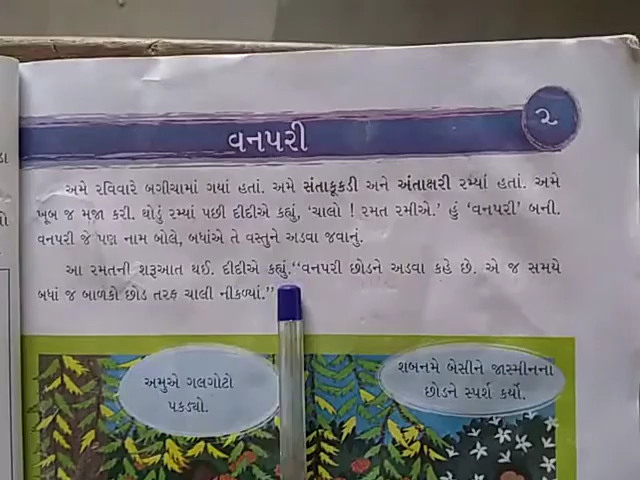 વનપરી
૨
અમે રવિવારે બગીચામાં ગયાં હતાં. અમે સંતાકૂકડી અને અંતાક્ષરી રમ્યાં હતાં. અમે
ખૂબ જ મજા કરી. થોડું રમ્યાં પછી દીદીએ કહ્યું, ‘ચાલો ! રમત રમીએ.’ હું ‘વનપરી’ બની.
વનપરી જે પણ નામ બોલે, બધાંએ તે વસ્તુને અડવા જવાનું.
આ રમતની શરૂઆત થઈ. દીદીએ કહ્યું.“વનપરી છોડને અડવા કહે છે. એ જ સમયે
બધાં જ બાળકો છોડ તરફ ચાલી નીકળ્યાં.”
અમુએ ગલગોટો
પકડ્યો.
શબનમે બેસીને જાસ્મીનના
છોડને સ્પર્શ કર્યો.